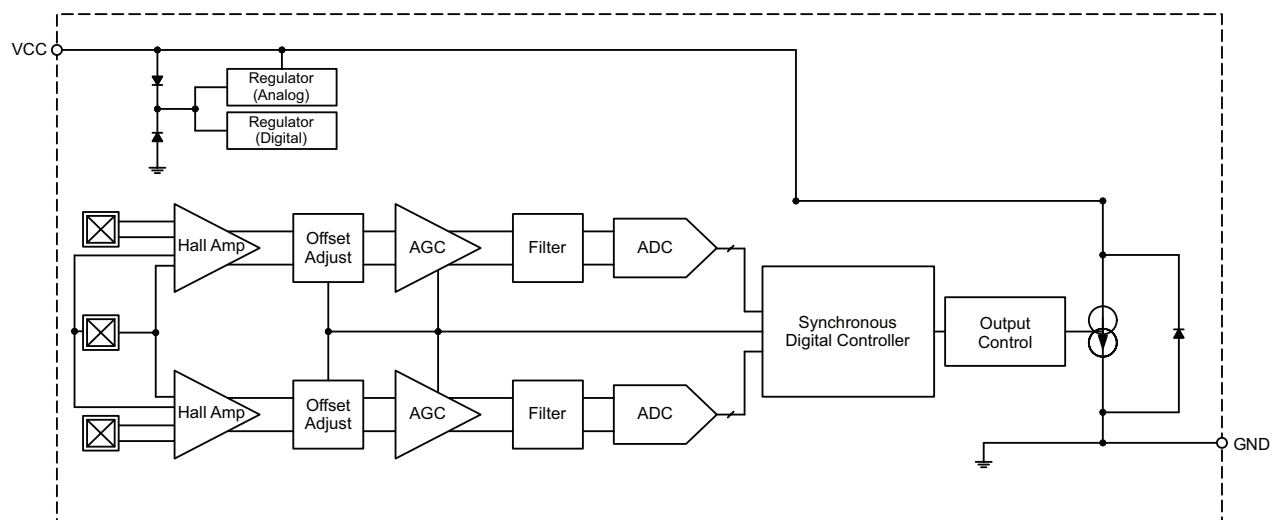 VCC
Regulator
(Analog)
Regulator
(Digital)
Hall Amp
Offset
Adjust
AGC
Filter
ADC
Synchronous
Digital Controller
Output
Control
Hall Amp
Offset
Adjust
AGC
Filter
ADC
GND